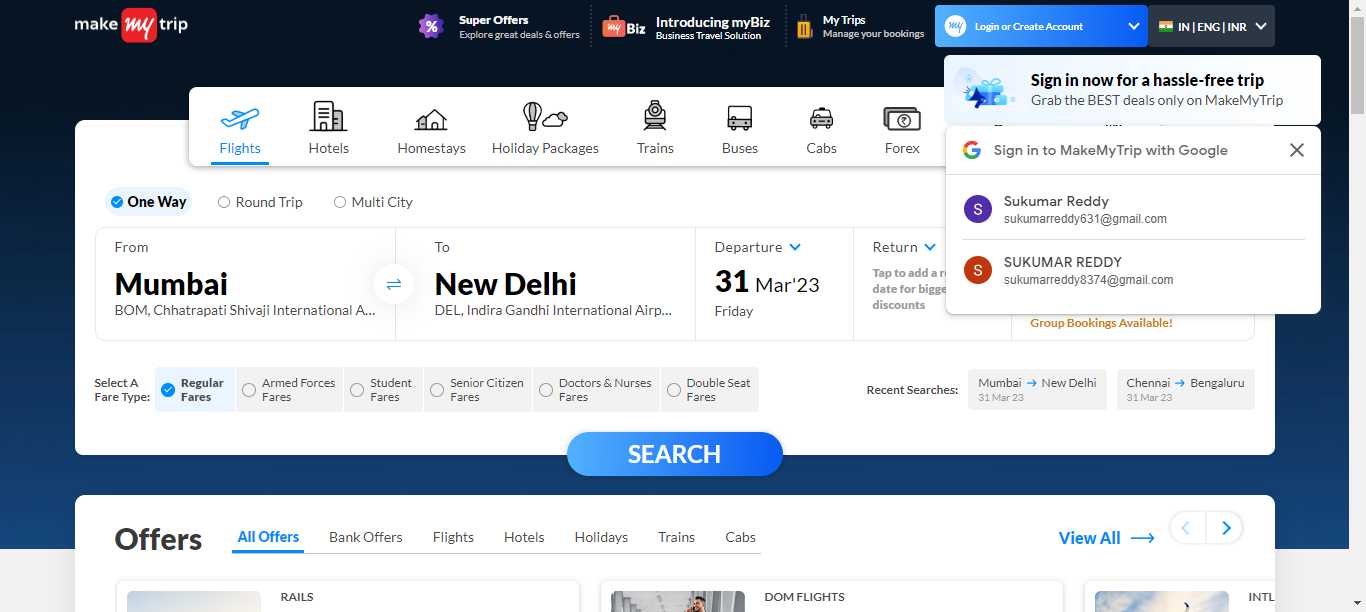 make my trip
%
Super Offers
Explore great deals & offers
my Biz
Introducing myBiz
Business Travel Solution
My Trips
Manage your bookings
my
Login or Create Account
IN | ENG | INR
Sign in now for a hassle-free trip
Grab the BEST deals only on MakeMyTrip
Flights
Hotels
Homestays
Holiday Packages
Trains
Buses
Cabs
Forex
Sign in to MakeMyTrip with Google
S
Sukumar Reddy
sukumarreddy631@gmail.com
S
SUKUMAR REDDY
sukumarreddy8374@gmail.com
One Way
Round Trip
Multi City
From
Mumbai
BOM, Chhatrapati Shivaji International A...
To
New Delhi
DEL, Indira Gandhi International Airp...
Departure
31 Mar'23
Friday
Return
Tap to add a r
date for bigge
discounts
Group Bookings Available!
Select A
Fare Type:
Regular
Fares
Armed Forces
Fares
Student
Fares
Senior Citizen
Fares
Doctors & Nurses
Fares
Double Seat
Fares
Recent Searches:
Mumbai → New Delhi
31 Mar 23
Chennai → Bengaluru
31 Mar 23
SEARCH
Offers
All Offers
Bank Offers
Flights
Hotels
Holidays
Trains
Cabs
View All
RAILS
DOM FLIGHTS
INTL